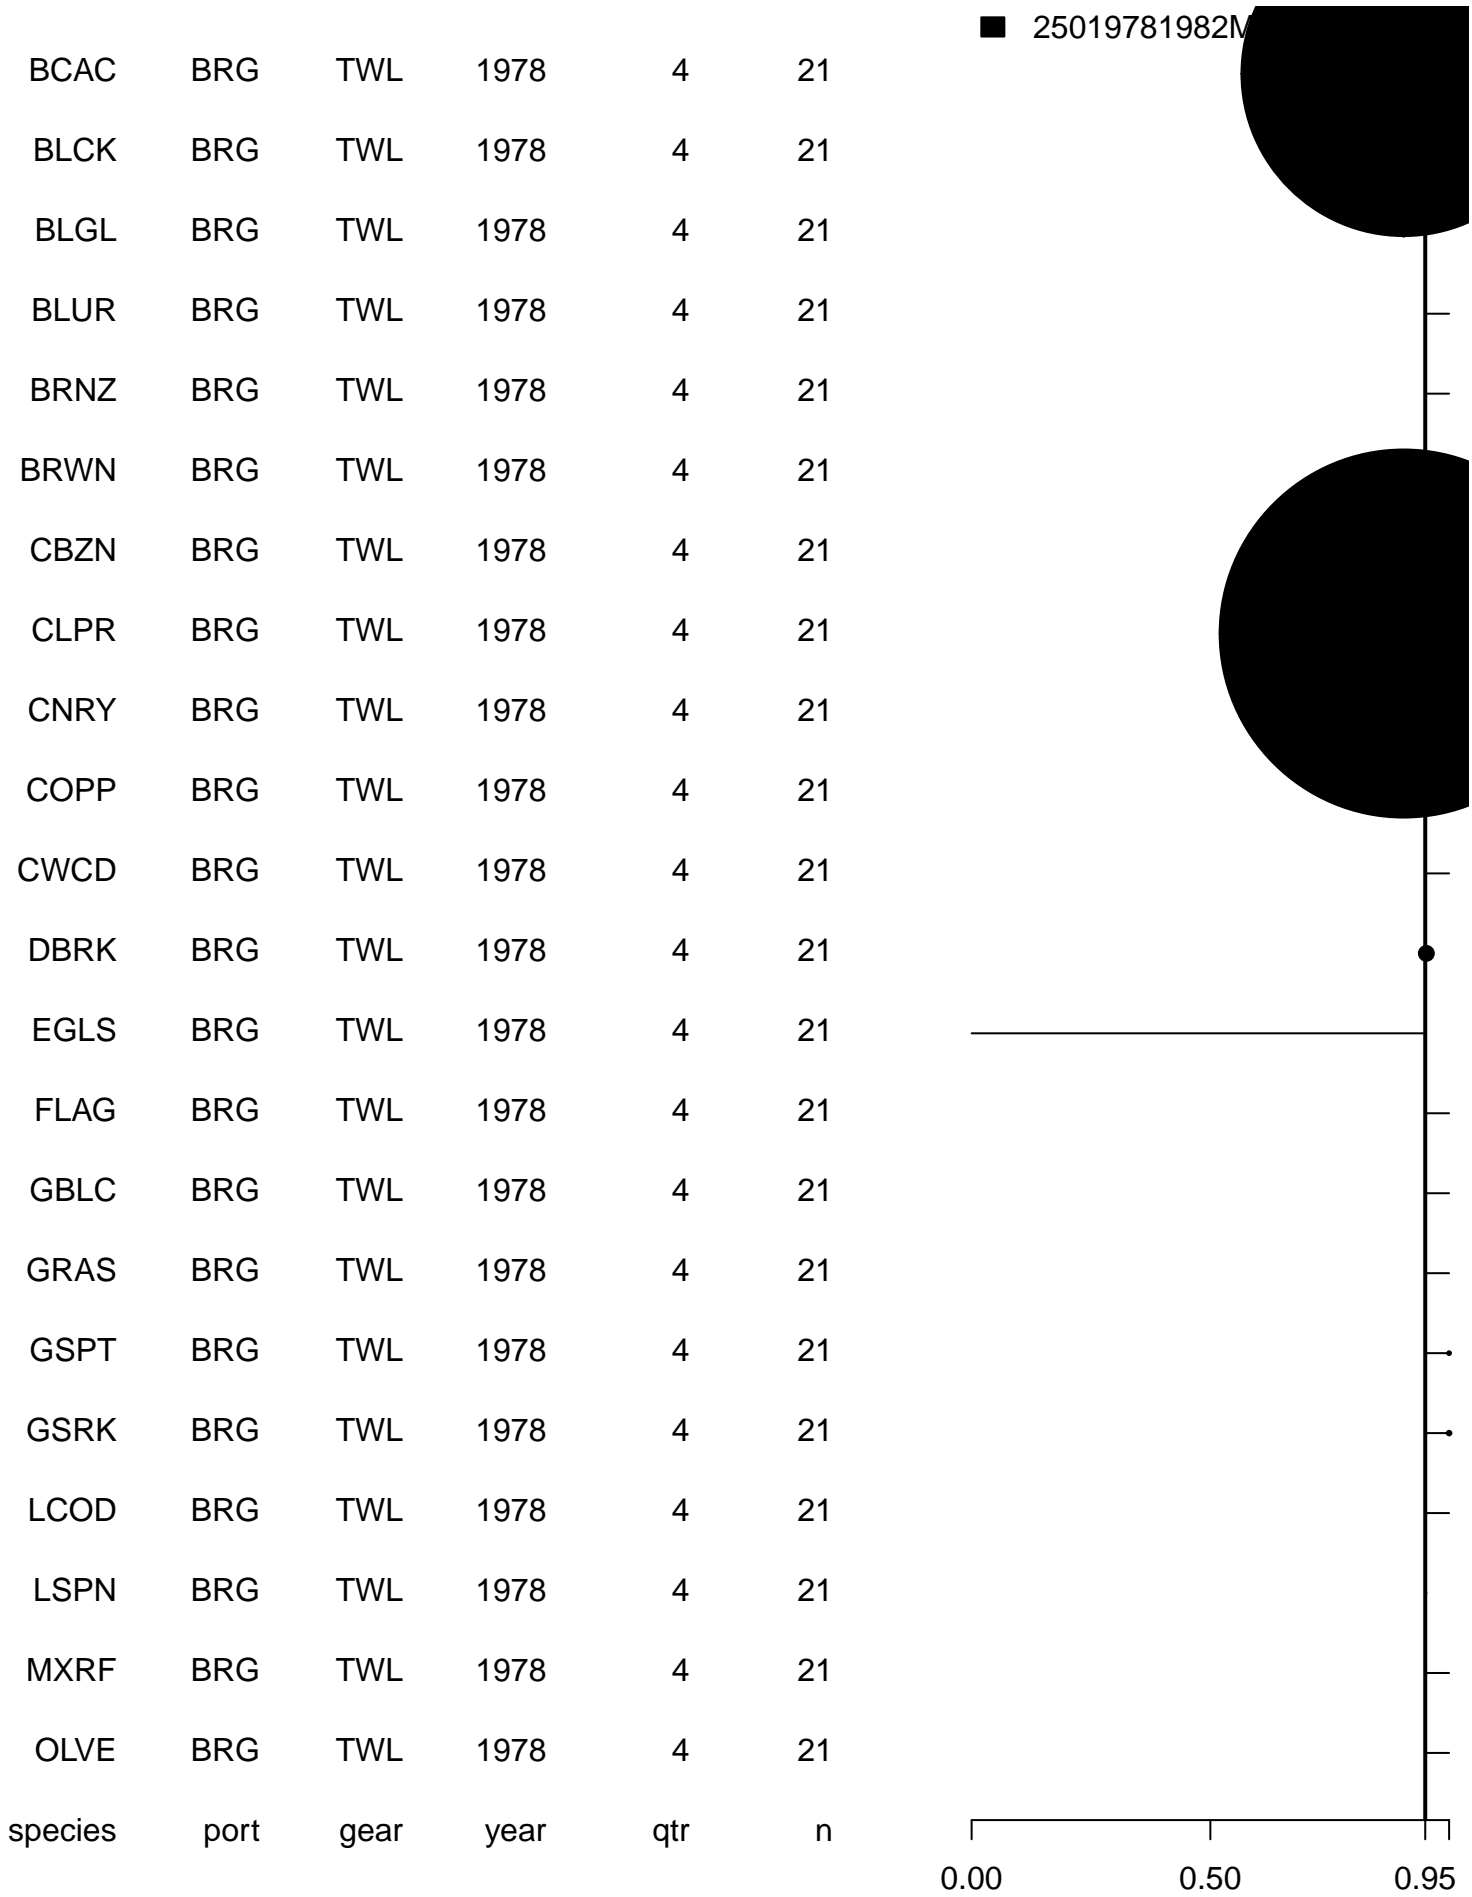 25019781982M
BCAC BRG TWL 1978 4 21
BLCK BRG TWL 1978 4 21
BLGL BRG TWL 1978 4 21
BLUR BRG TWL 1978 4 21
BRNZ BRG TWL 1978 4 21
BRWN BRG TWL 1978 4 21
CBZN BRG TWL 1978 4 21
CLPR BRG TWL 1978 4 21
CNRY BRG TWL 1978 4 21
COPP BRG TWL 1978 4 21
CWCD BRG TWL 1978 4 21
DBRK BRG TWL 1978 4 21
EGLS BRG TWL 1978 4 21
FLAG BRG TWL 1978 4 21
GBLC BRG TWL 1978 4 21
GRAS BRG TWL 1978 4 21
GSPT BRG TWL 1978 4 21
GSRK BRG TWL 1978 4 21
LCOD BRG TWL 1978 4 21
LSPN BRG TWL 1978 4 21
MXRF BRG TWL 1978 4 21
OLVE BRG TWL 1978 4 21
species port gear year qtr n
0.00 0.50 0.95